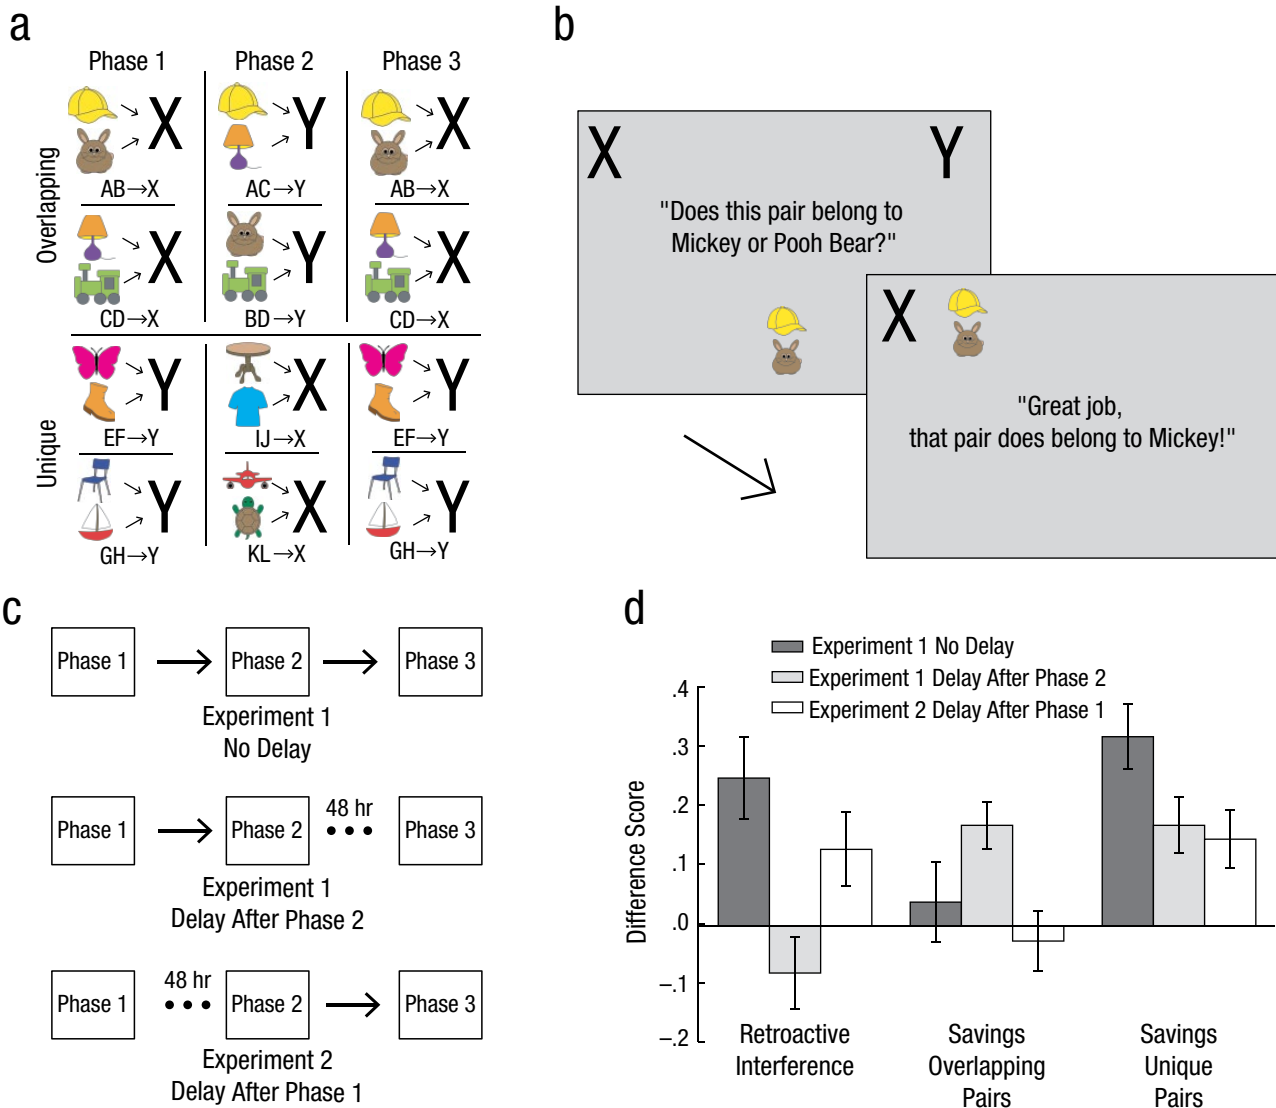 a
Phase 1
Phase 2
Phase 3
Overlapping
X
Y
X
AB→X
AC→Y
AB→X
X
Y
X
CD→X
BD→Y
CD→X
Unique
Y
X
Y
EF→Y
IJ→X
EF→Y
Y
X
Y
GH→Y
KL→X
GH→Y
b
X
Y
"Does this pair belong to
Mickey or Pooh Bear?"
X
"Great job,
that pair does belong to Mickey!"
c
Phase 1
Phase 2
Phase 3
Experiment 1
No Delay
Phase 1
Phase 2
48 hr
Phase 3
Experiment 1
Delay After Phase 2
Phase 1
48 hr
Phase 2
Phase 3
Experiment 2
Delay After Phase 1
d
Experiment 1 No Delay
Experiment 1 Delay After Phase 2
Experiment 2 Delay After Phase 1
Difference Score
.4
.3
.2
.1
.0
–.1
–.2
Retroactive
Interference
Savings
Overlapping
Pairs
Savings
Unique
Pairs